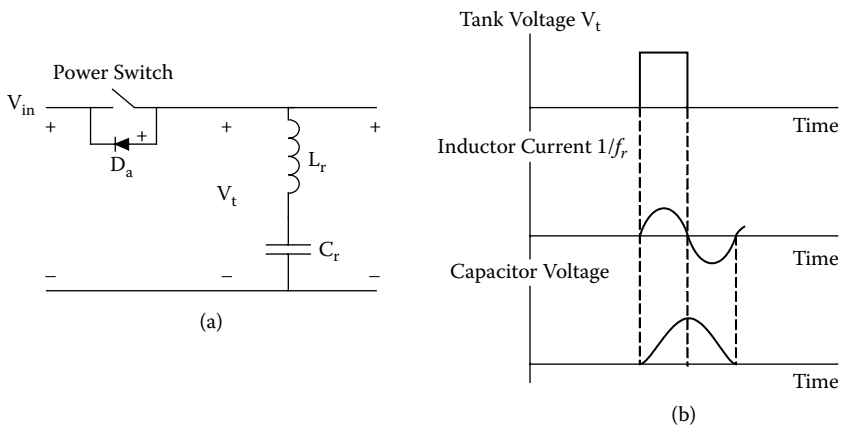 Power Switch
V_in
+
+
+
+
D_a
L_r
V_t
C_r
–
–
–
(a)
Tank Voltage V_t
Time
Inductor Current 1/f_r
Time
Capacitor Voltage
Time
(b)